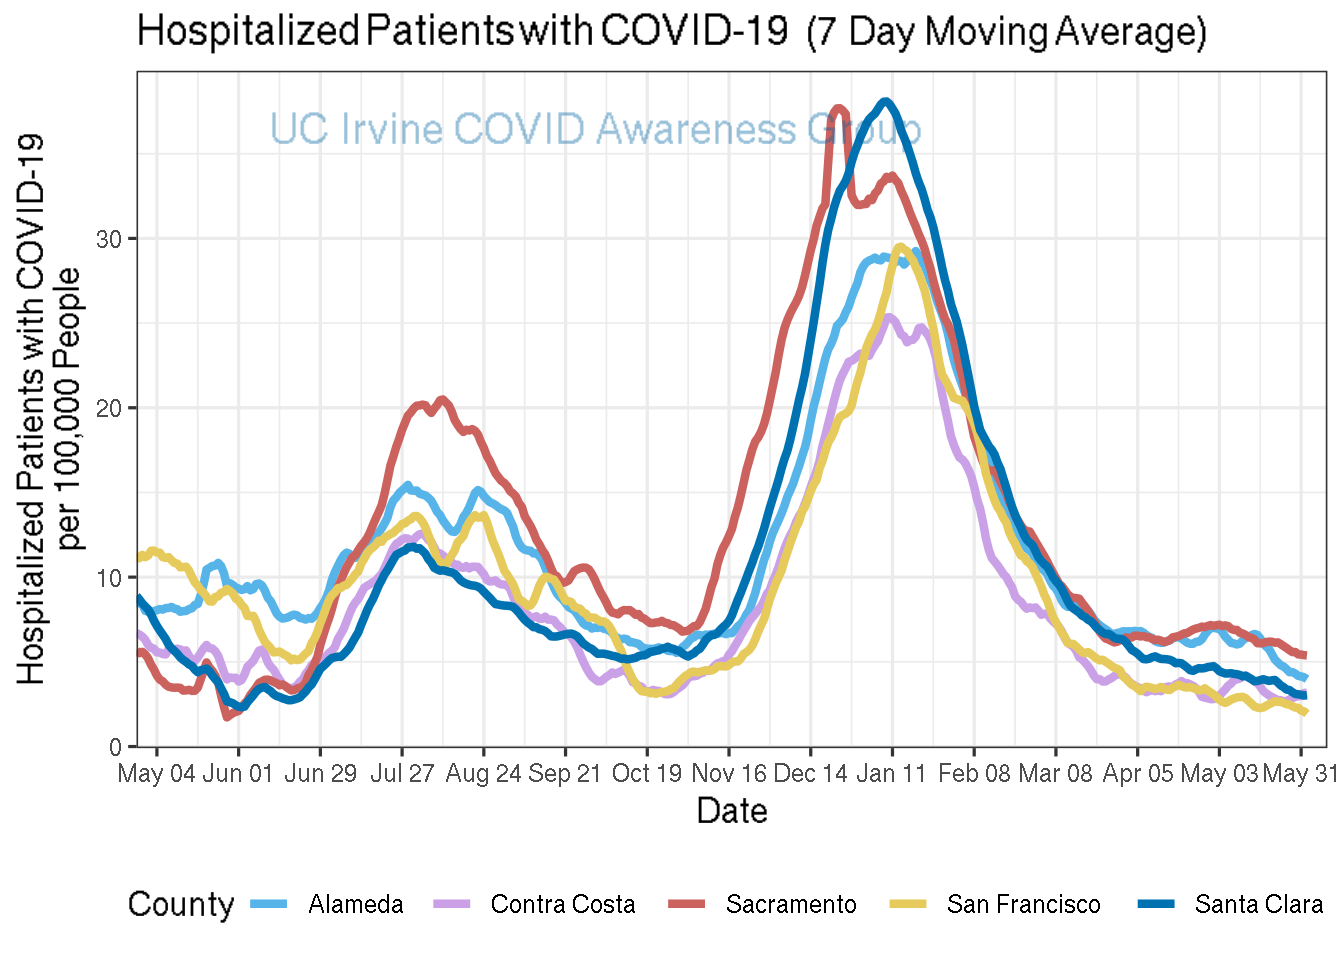 Hospitalized Patients with COVID-19 (7 Day Moving Average)
UC Irvine COVID Awareness Group
Hospitalized Patients with COVID-19
per 100,000 People
30
20
10
0
May 04 Jun 01 Jun 29 Jul 27 Aug 24 Sep 21 Oct 19 Nov 16 Dec 14 Jan 11 Feb 08 Mar 08 Apr 05 May 03 May 31
Date
County Alameda Contra Costa Sacramento San Francisco Santa Clara